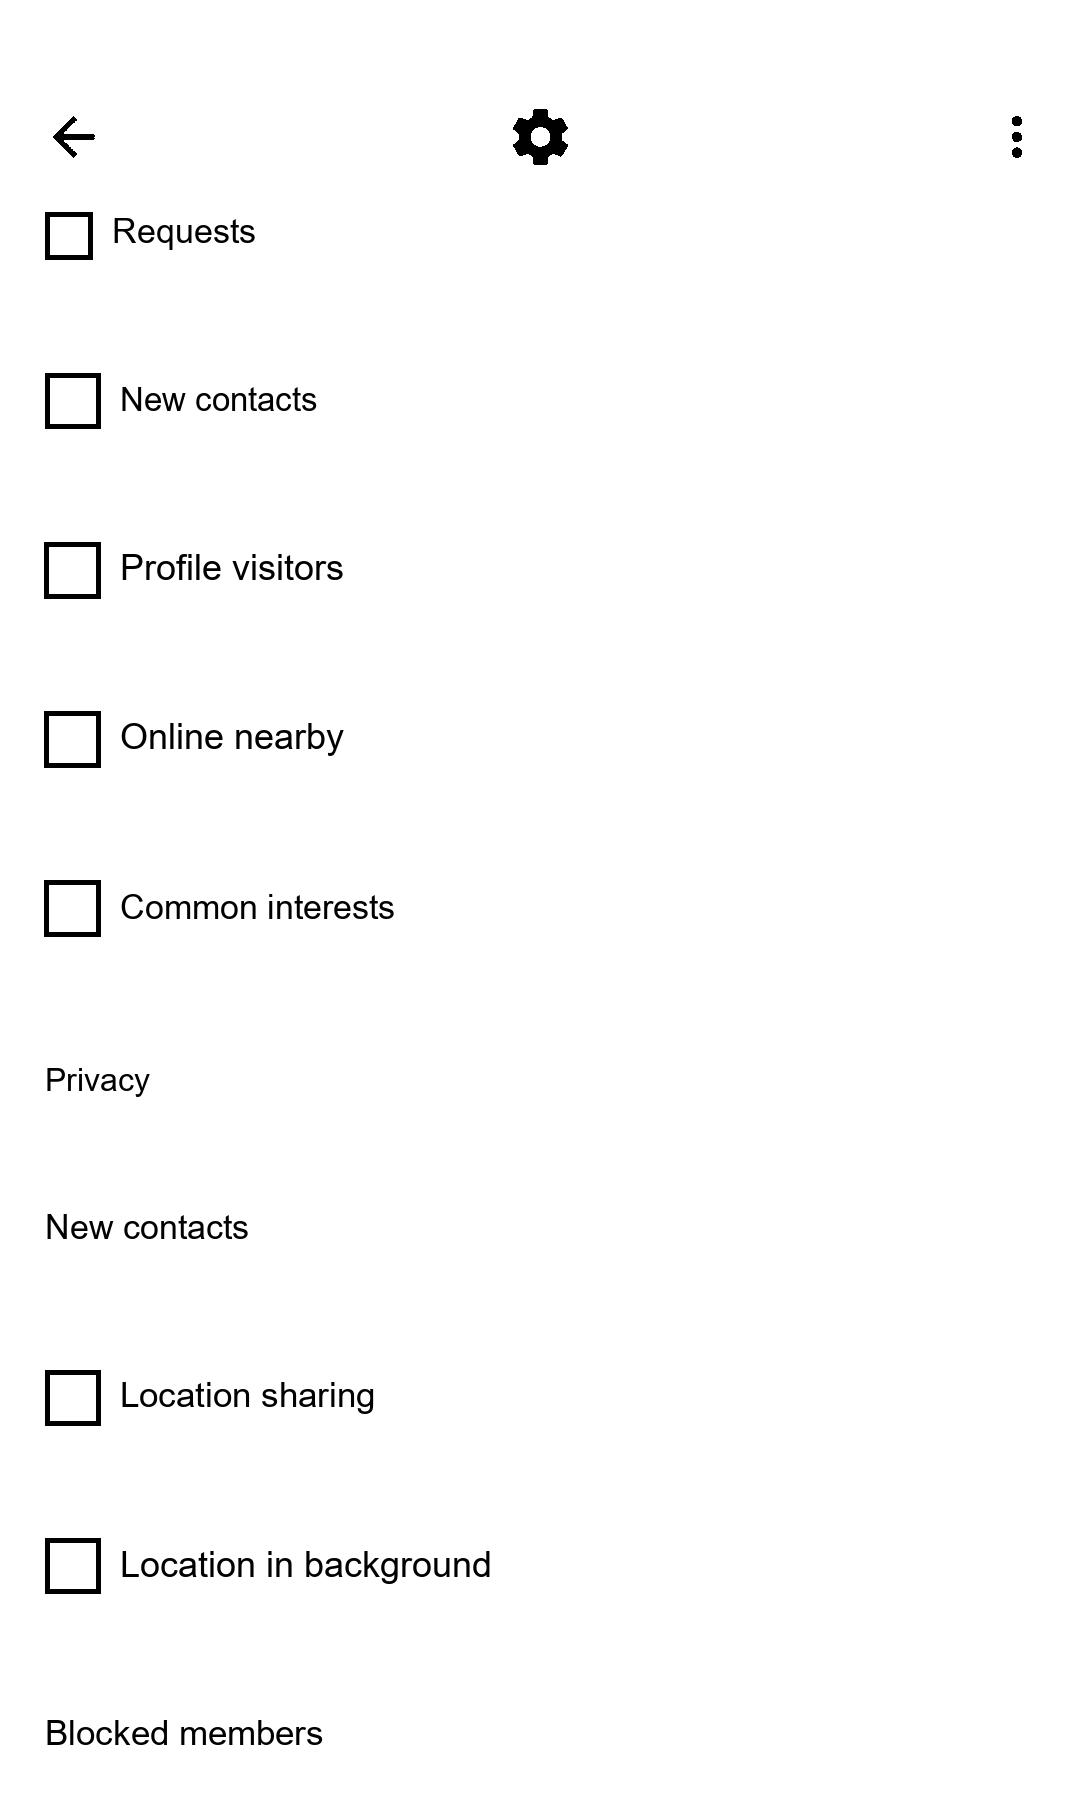 Requests
New contacts
Profile visitors
Online nearby
Common interests
Privacy
New contacts
Location sharing
Location in background
Blocked members